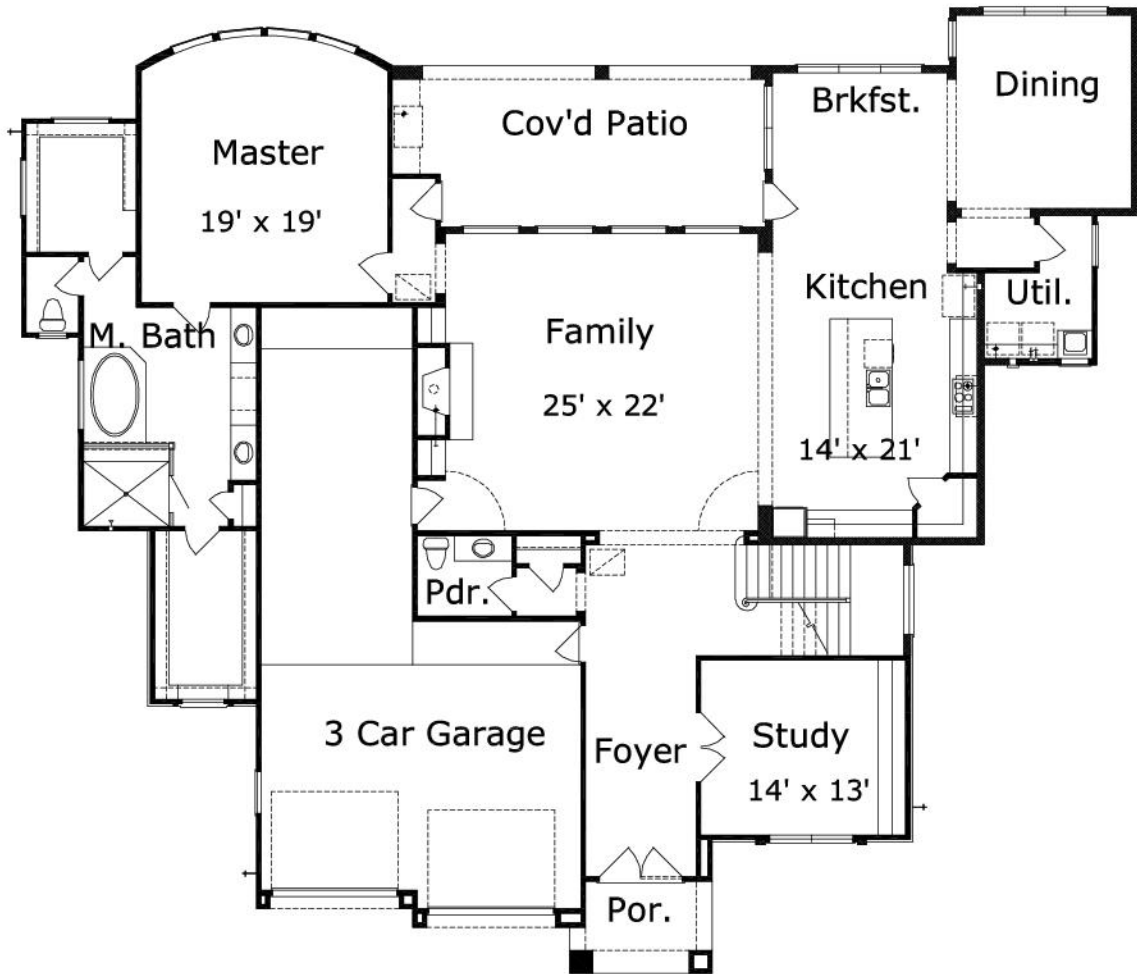 Dining
Brkfst.
Cov'd Patio
Master
19' x 19'
Kitchen
Util.
M. Bath
Family
25' x 22'
14' x 21'
Pdr.
3 Car Garage
Foyer
Study
14' x 13'
Por.